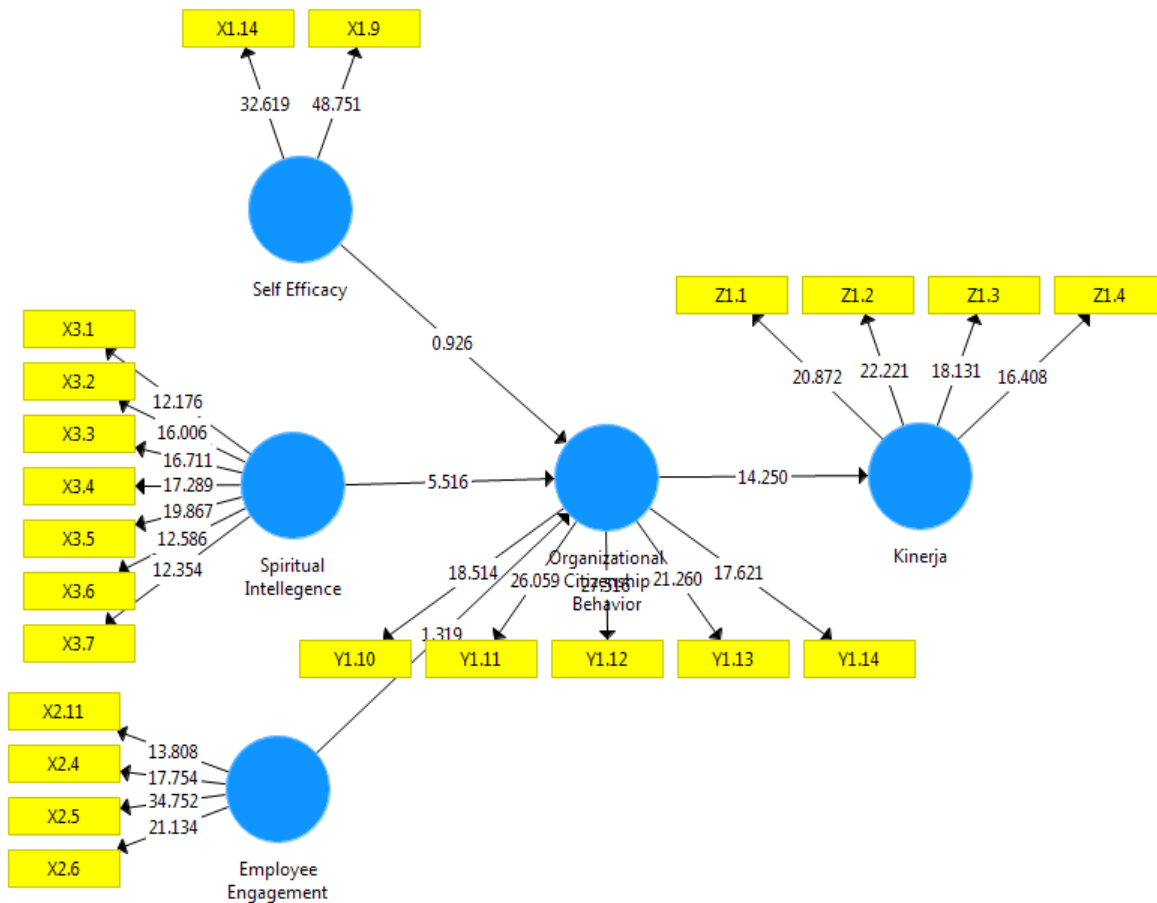 X1.14
X1.9
32.619
48.751
Self Efficacy
0.926
X3.1
X3.2
X3.3
X3.4
X3.5
X3.6
X3.7
12.176
16.006
16.711
17.289
19.867
12.586
12.354
Spiritual
Intellegence
5.516
Z1.1
Z1.2
Z1.3
Z1.4
20.872
22.221
18.131
16.408
14.250
Kinerja
Organizational
Citizenship
Behavior
18.514
26.059
27.516
21.260
17.621
1.319
Y1.10
Y1.11
Y1.12
Y1.13
Y1.14
X2.11
X2.4
X2.5
X2.6
13.808
17.754
34.752
21.134
Employee
Engagement